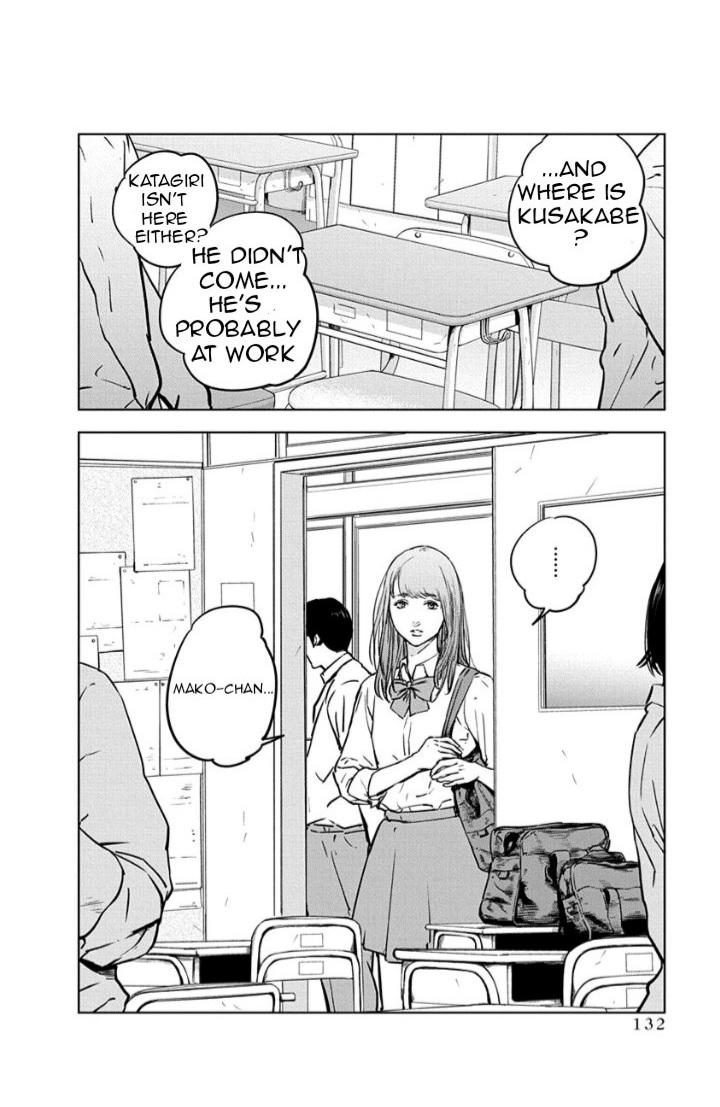 ...AND
WHERE IS
KUSAKABE
?
KATAGIRI
ISN'T
HERE
EITHER?
HE DIDN'T
COME...
HE'S
PROBABLY
AT WORK
......
MAKO-CHAN...
132